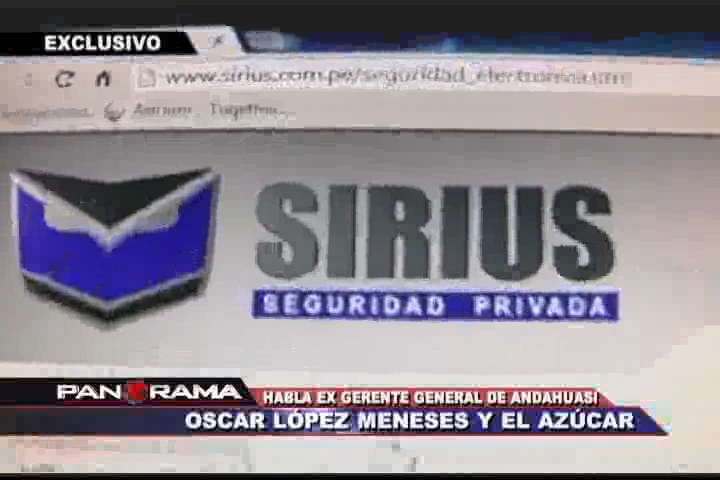 EXCLUSIVO
www.sirius.com.pe/seguridad_electronica.html
SIRIUS
SEGURIDAD PRIVADA
PANORAMA
HABLA EX GERENTE GENERAL DE ANDAHUASI
OSCAR LÓPEZ MENESES Y EL AZÚCAR